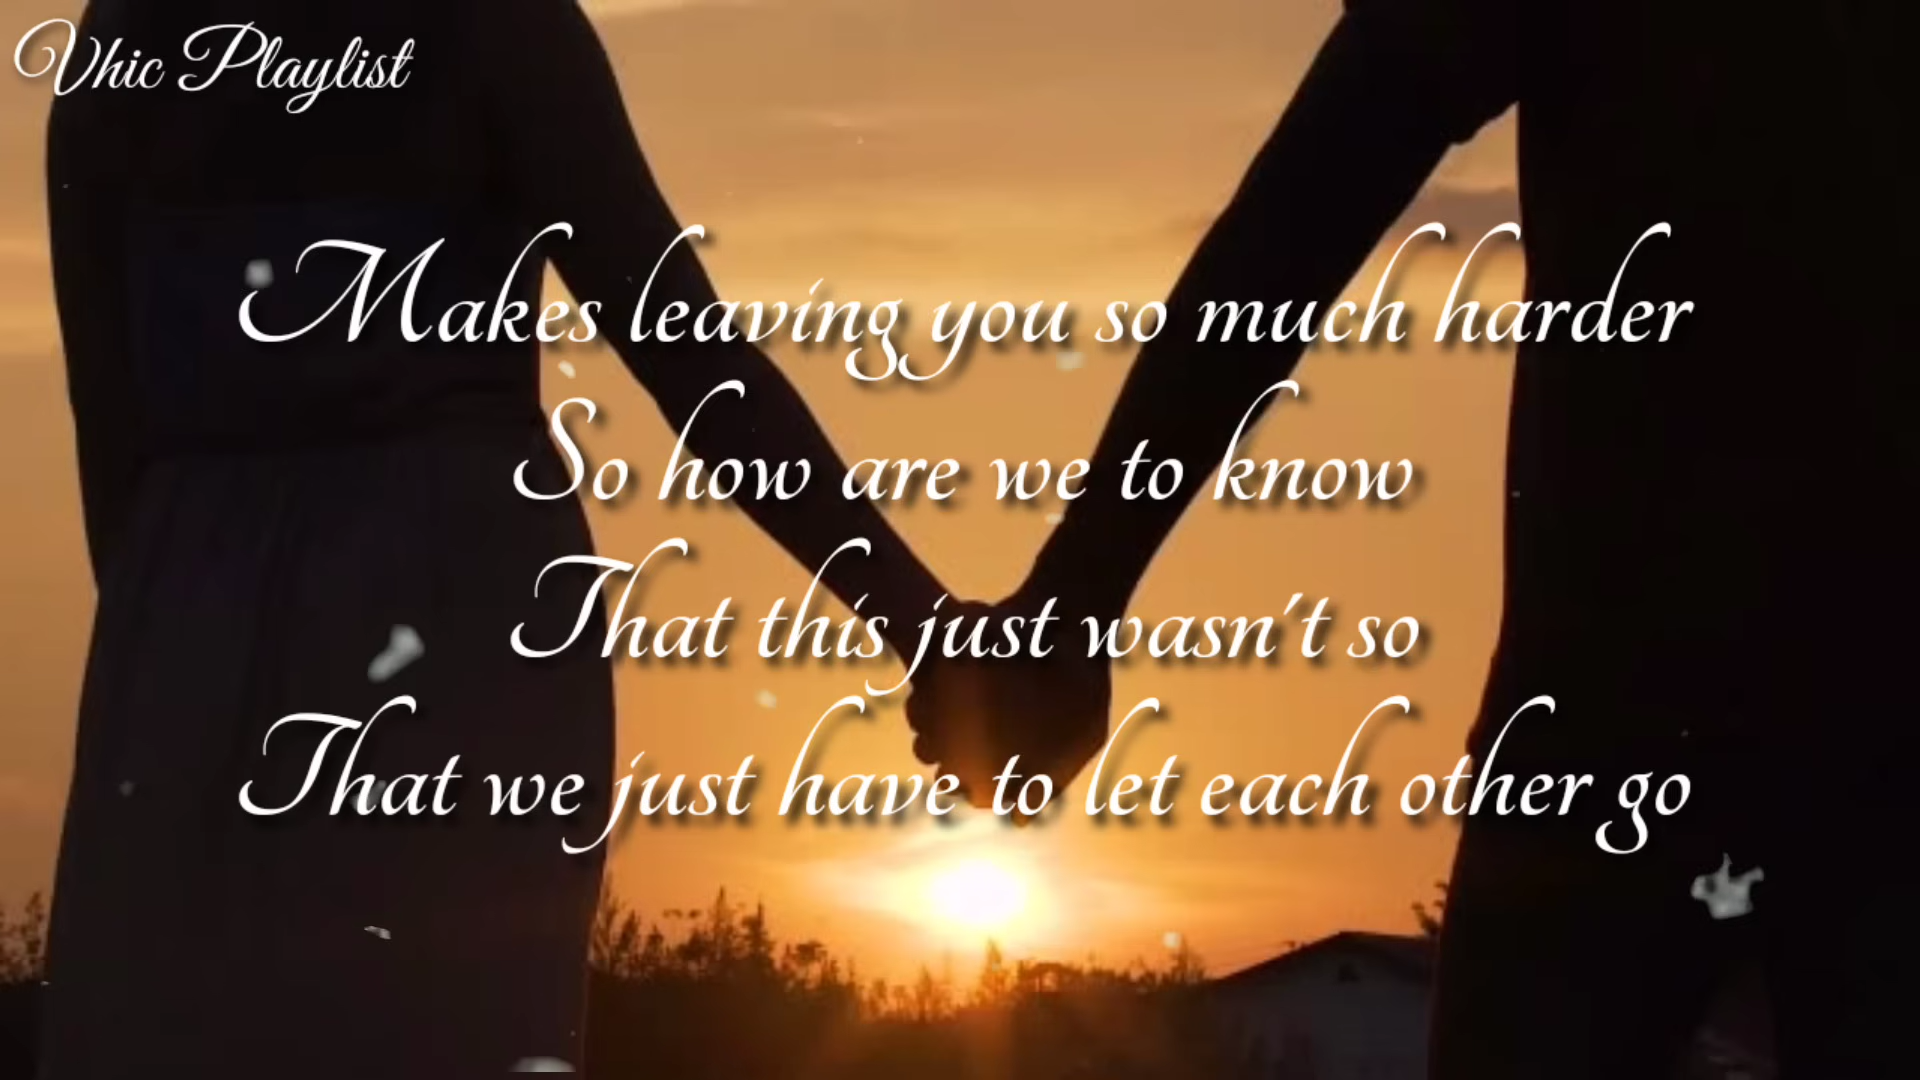 Vhic Playlist
Makes leaving you so much harder
So how are we to know
That this just wasn't so
That we just have to let each other go